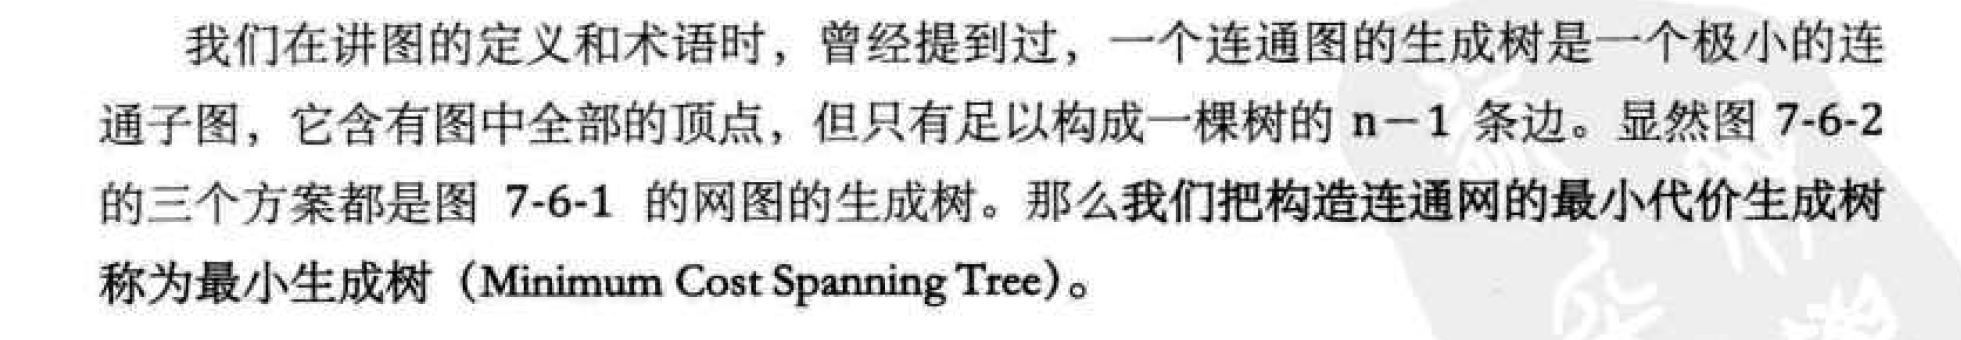 我们在讲图的定义和术语时，曾经提到过，一个连通图的生成树是一个极小的连
通子图，它含有图中全部的顶点，但只有足以构成一棵树的 n－1 条边。显然图 7-6-2
的三个方案都是图 7-6-1 的网图的生成树。那么我们把构造连通网的最小代价生成树
称为最小生成树（Minimum Cost Spanning Tree）。